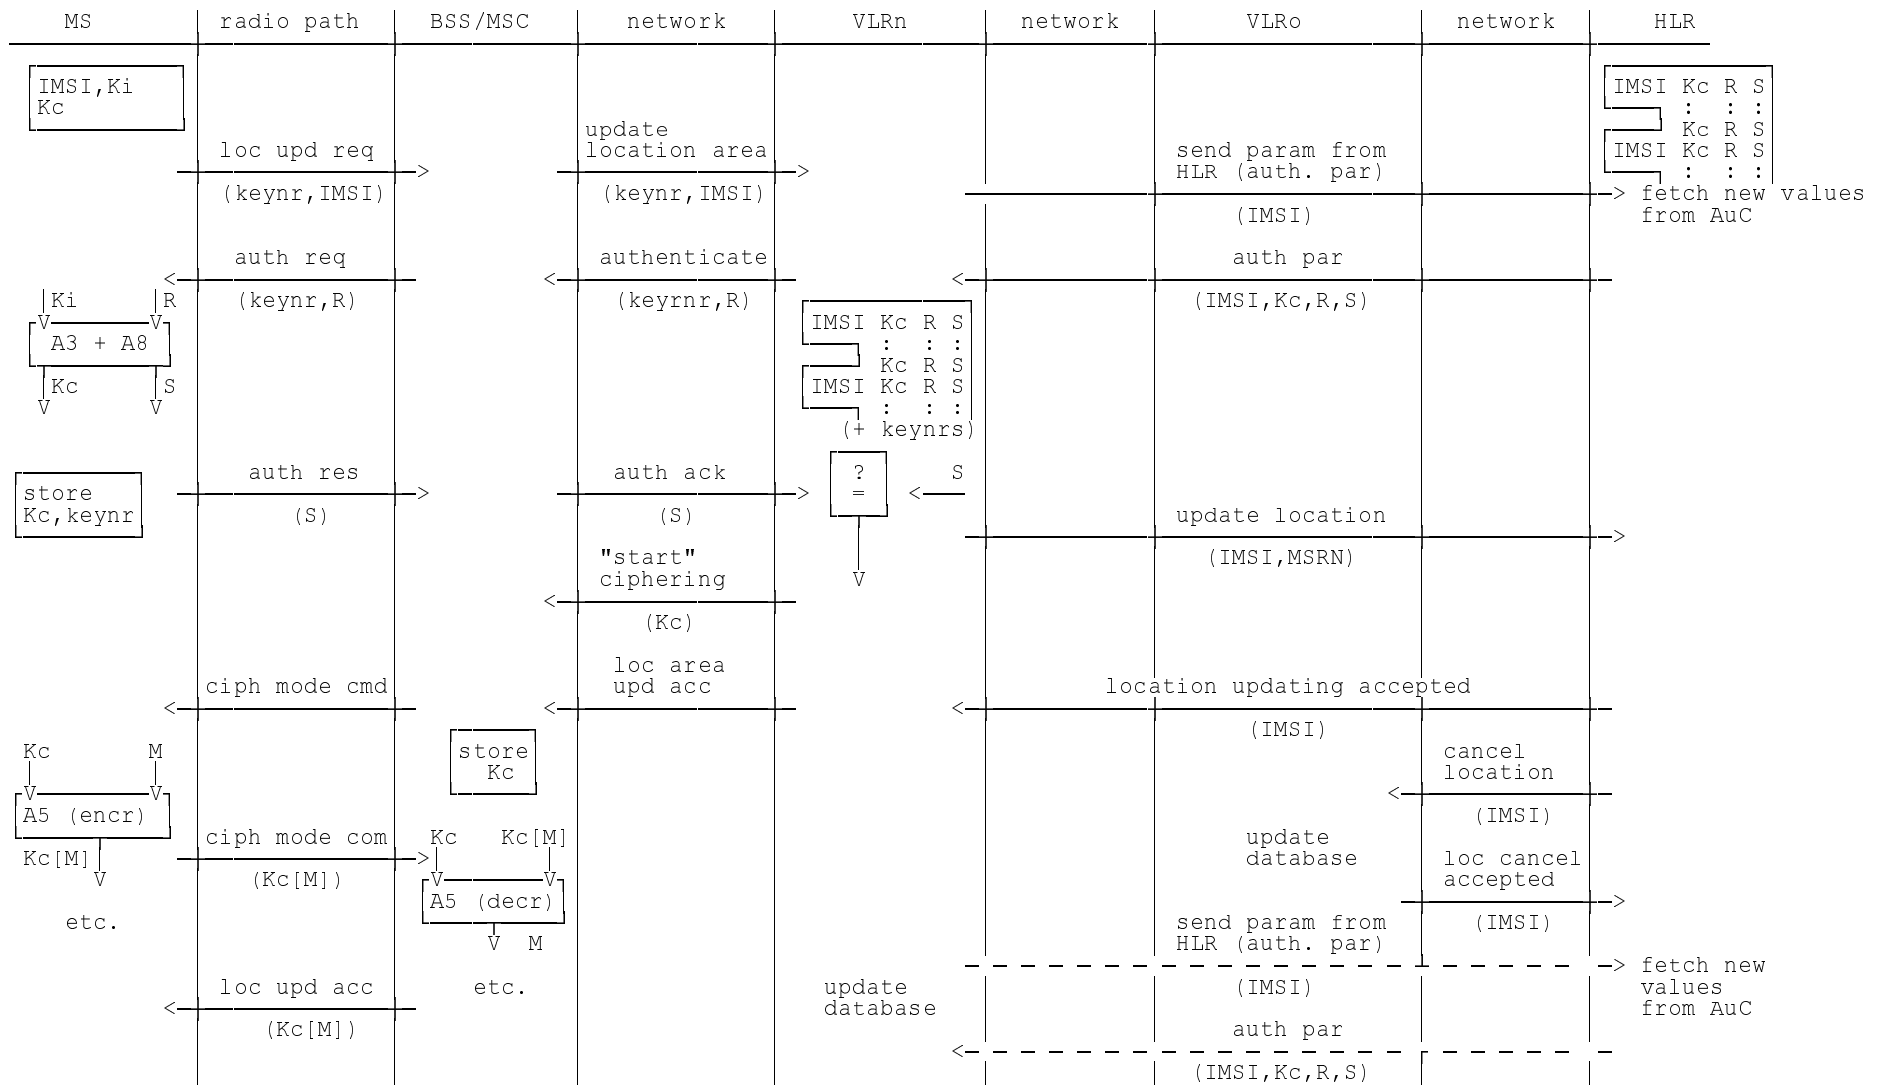 MS radio path BSS/MSC network VLRn network VLRo network HLR
IMSI,Ki IMSI Kc R S
Kc : : :
update Kc R S
loc upd req location area send param from IMSI Kc R S
> > HLR (auth. par) : : :
(keynr,IMSI) (keynr,IMSI) > fetch new values
(IMSI) from AuC
auth req authenticate auth par
< < <
Ki R (keynr,R) (keyrnr,R) (IMSI,Kc,R,S)
V V IMSI Kc R S
A3 + A8 : : :
Kc R S
Kc S IMSI Kc R S
V V : : :
(+ keynrs)
auth res auth ack ? S
store > > = <
Kc,keynr (S) (S) update location
>
"start" (IMSI,MSRN)
ciphering V
<
(Kc)
loc area
ciph mode cmd upd acc location updating accepted
< < <
(IMSI)
Kc M store cancel
Kc location
V V <
A5 (encr) (IMSI)
ciph mode com Kc Kc[M] update
Kc[M] > database loc cancel
V (Kc[M]) V V accepted
A5 (decr) >
etc. send param from (IMSI)
V M HLR (auth. par)
> fetch new
loc upd acc etc. update (IMSI) values
< database from AuC
(Kc[M]) auth par
<
(IMSI,Kc,R,S)